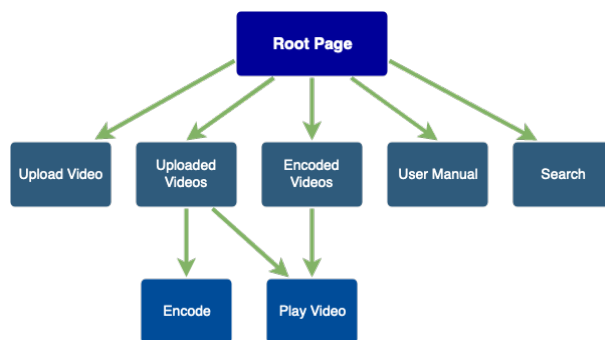 Root Page
Upload Video
Uploaded
Videos
Encoded
Videos
User Manual
Search
Encode
Play Video